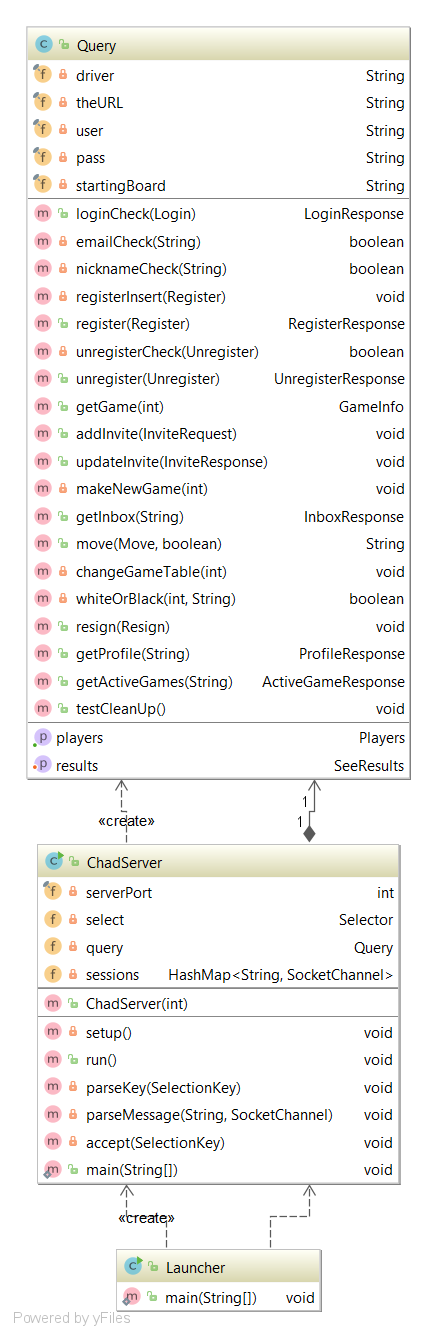 Query
driver String
theURL String
user String
pass String
startingBoard String
loginCheck(Login) LoginResponse
emailCheck(String) boolean
nicknameCheck(String) boolean
registerInsert(Register) void
register(Register) RegisterResponse
unregisterCheck(Unregister) boolean
unregister(Unregister) UnregisterResponse
getGame(int) GameInfo
addInvite(InviteRequest) void
updateInvite(InviteResponse) void
makeNewGame(int) void
getInbox(String) InboxResponse
move(Move, boolean) String
changeGameTable(int) void
whiteOrBlack(int, String) boolean
resign(Resign) void
getProfile(String) ProfileResponse
getActiveGames(String) ActiveGameResponse
testCleanUp() void
players Players
results SeeResults
1
«create» 1
ChadServer
serverPort int
select Selector
query Query
sessions HashMap<String, SocketChannel>
ChadServer(int)
setup() void
run() void
parseKey(SelectionKey) void
parseMessage(String, SocketChannel) void
accept(SelectionKey) void
main(String[]) void
«create»
Launcher
main(String[]) void
Powered by yFiles